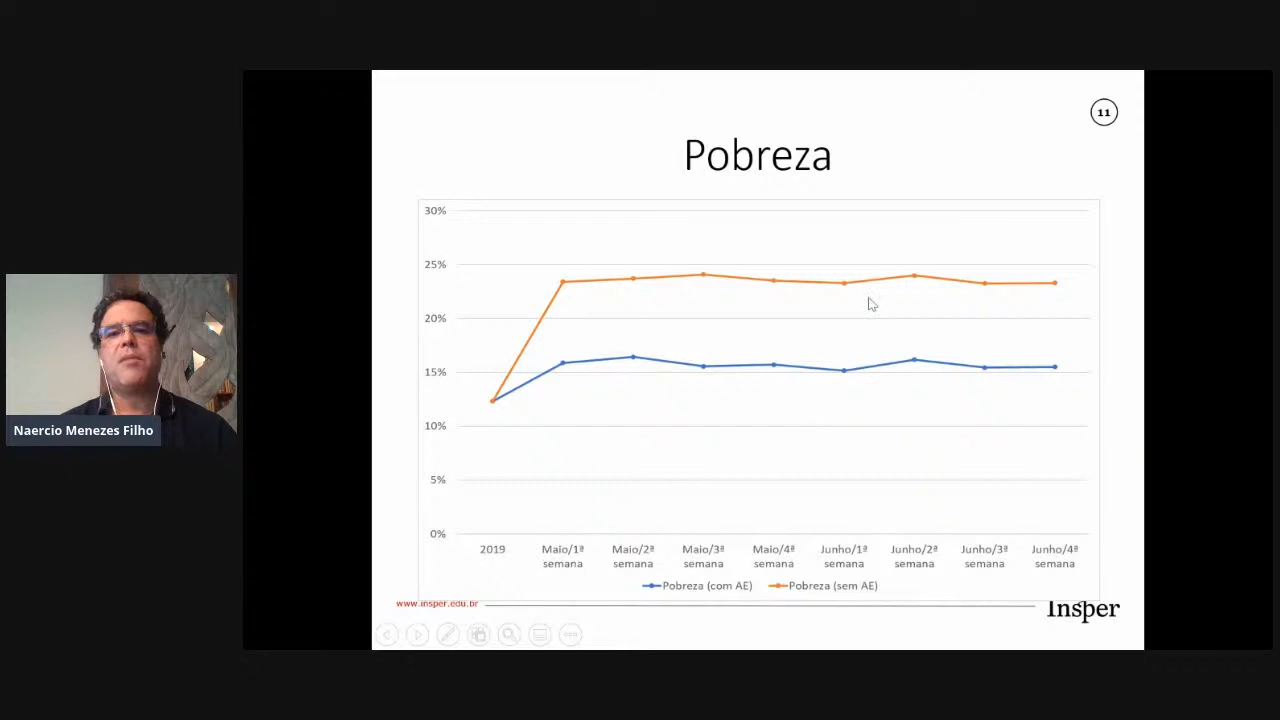 11
Pobreza
30%
25%
20%
15%
10%
5%
0%
2019 Maio/1ª Maio/2ª Maio/3ª Maio/4ª Junho/1ª Junho/2ª Junho/3ª Junho/4ª
semana semana semana semana semana semana semana semana
Pobreza (com AE) Pobreza (sem AE)
www.insper.edu.br
Insper
Naercio Menezes Filho